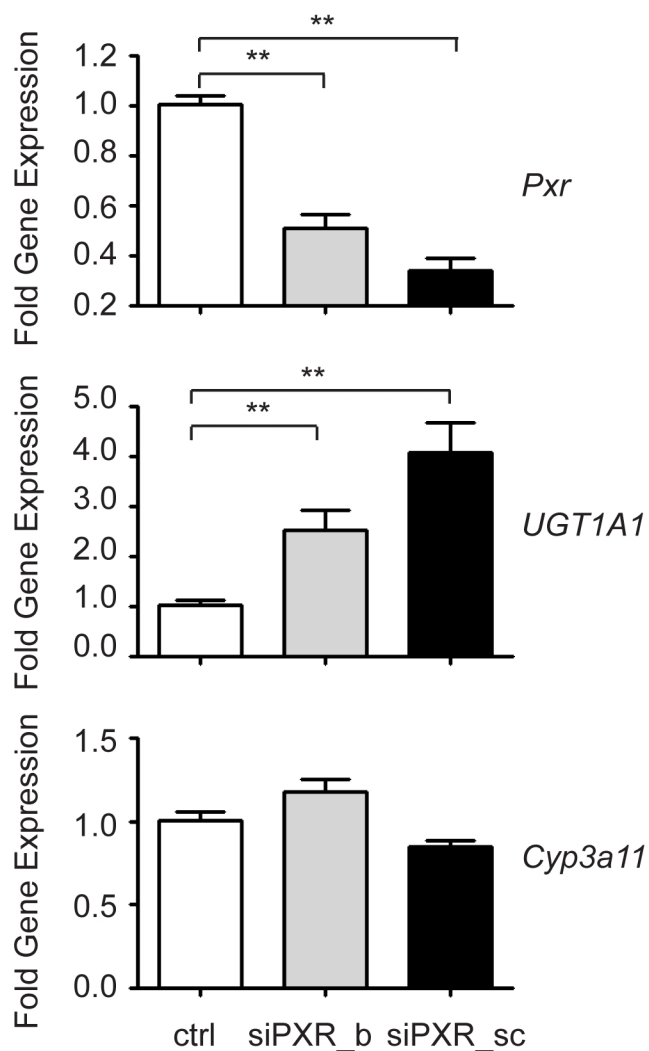 **
**
Fold Gene Expression
1.2
1.0
0.8
0.6
0.4
0.2
Pxr
**
**
Fold Gene Expression
5.0
4.0
3.0
2.0
1.0
0.0
UGT1A1
Fold Gene Expression
1.5
1.0
0.5
0.0
Cyp3a11
ctrl siPXR_b siPXR_sc